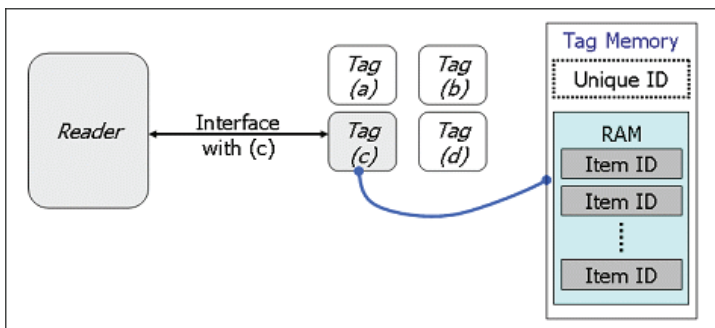 Reader
Interface
with (c)
Tag
(a)
Tag
(b)
Tag
(c)
Tag
(d)
Tag Memory
Unique ID
RAM
Item ID
Item ID
Item ID